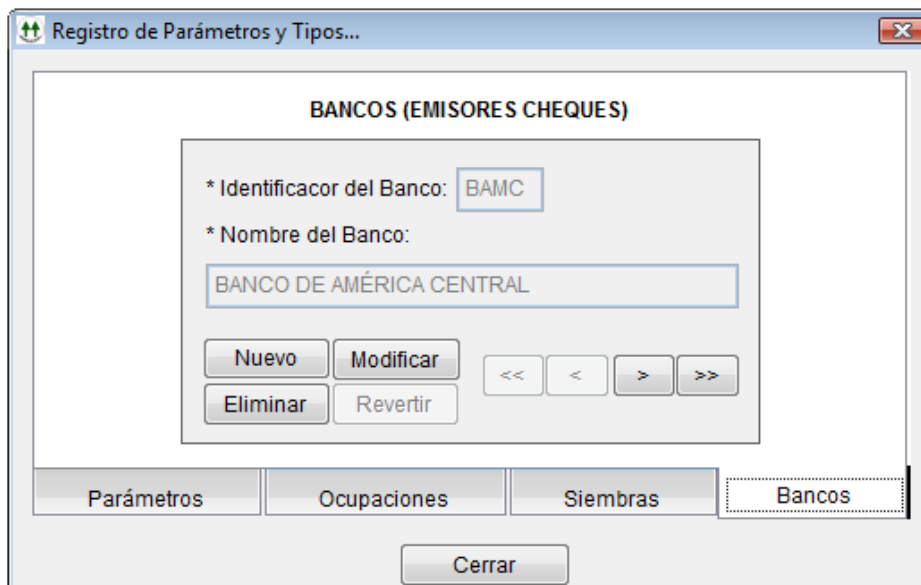 Registro de Parámetros y Tipos...
BANCOS (EMISORES CHEQUES)
* Identificacor del Banco: BAMC
* Nombre del Banco:
BANCO DE AMÉRICA CENTRAL
Nuevo Modificar << < > >>
Eliminar Revertir
Parámetros Ocupaciones Siembras Bancos
Cerrar